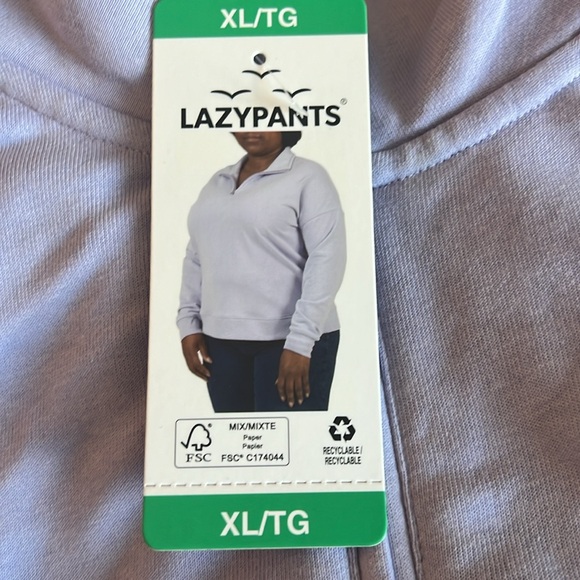 XL/TG
LAZYPANTS®
MIX/MIXTE
Paper
Papier
FSC® C174044
FSC
RECYCLABLE /
RECYCLABLE
XL/TG